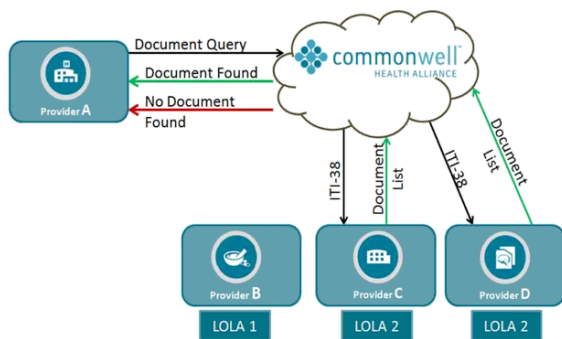 Document Query
Document Found
No Document
Found
Provider A
H
commonwell™
HEALTH ALLIANCE
ITI-38
Document
List
ITI-38
Document
List
Provider B
Provider C
Provider D
LOLA 1
LOLA 2
LOLA 2